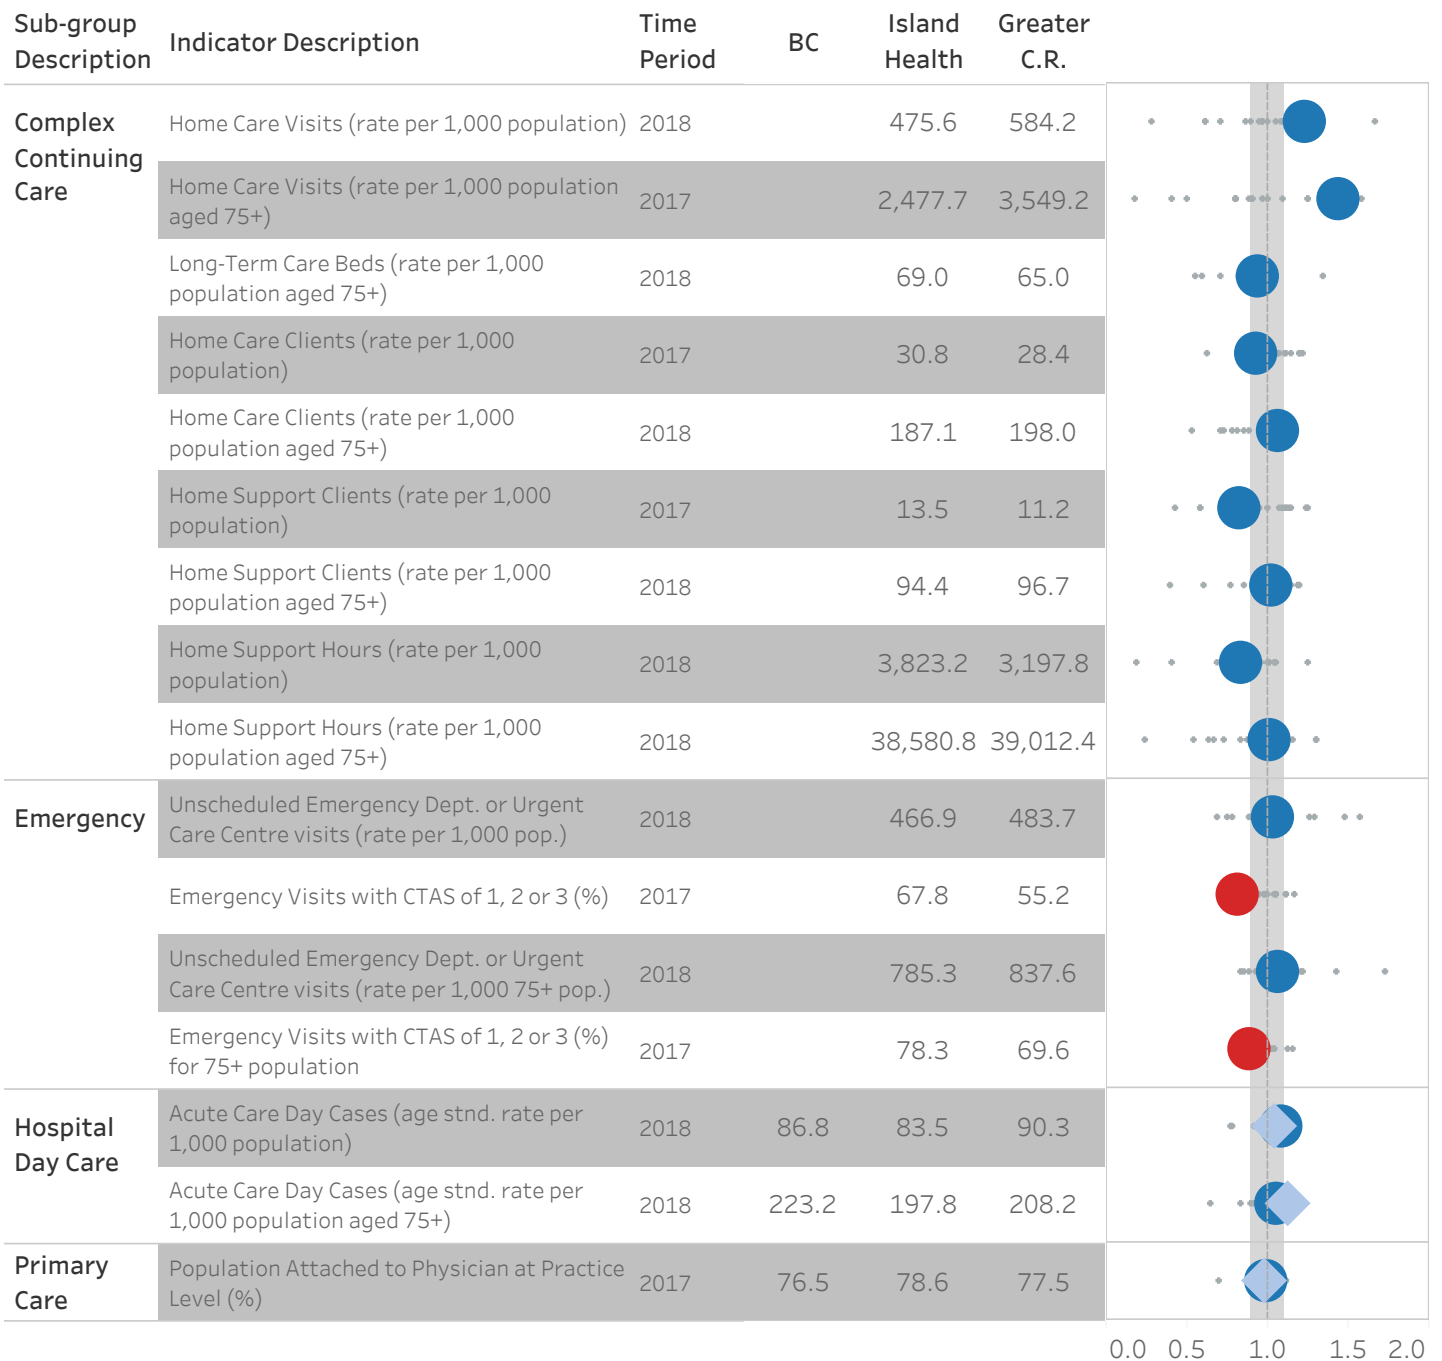 Sub-group Description Indicator Description Time Period BC Island Health Greater C.R.
Complex Continuing Care
Home Care Visits (rate per 1,000 population) 2018 475.6 584.2
Home Care Visits (rate per 1,000 population
aged 75+) 2017 2,477.7 3,549.2
Long-Term Care Beds (rate per 1,000
population aged 75+) 2018 69.0 65.0
Home Care Clients (rate per 1,000
population) 2017 30.8 28.4
Home Care Clients (rate per 1,000
population aged 75+) 2018 187.1 198.0
Home Support Clients (rate per 1,000
population) 2017 13.5 11.2
Home Support Clients (rate per 1,000
population aged 75+) 2018 94.4 96.7
Home Support Hours (rate per 1,000
population) 2018 3,823.2 3,197.8
Home Support Hours (rate per 1,000
population aged 75+) 2018 38,580.8 39,012.4
Emergency
Unscheduled Emergency Dept. or Urgent
Care Centre visits (rate per 1,000 pop.) 2018 466.9 483.7
Emergency Visits with CTAS of 1, 2 or 3 (%) 2017 67.8 55.2
Unscheduled Emergency Dept. or Urgent
Care Centre visits (rate per 1,000 75+ pop.) 2018 785.3 837.6
Emergency Visits with CTAS of 1, 2 or 3 (%)
for 75+ population 2017 78.3 69.6
Hospital Day Care
Acute Care Day Cases (age stnd. rate per
1,000 population) 2018 86.8 83.5 90.3
Acute Care Day Cases (age stnd. rate per
1,000 population aged 75+) 2018 223.2 197.8 208.2
Primary Care
Population Attached to Physician at Practice
Level (%) 2017 76.5 78.6 77.5
0.0 0.5 1.0 1.5 2.0